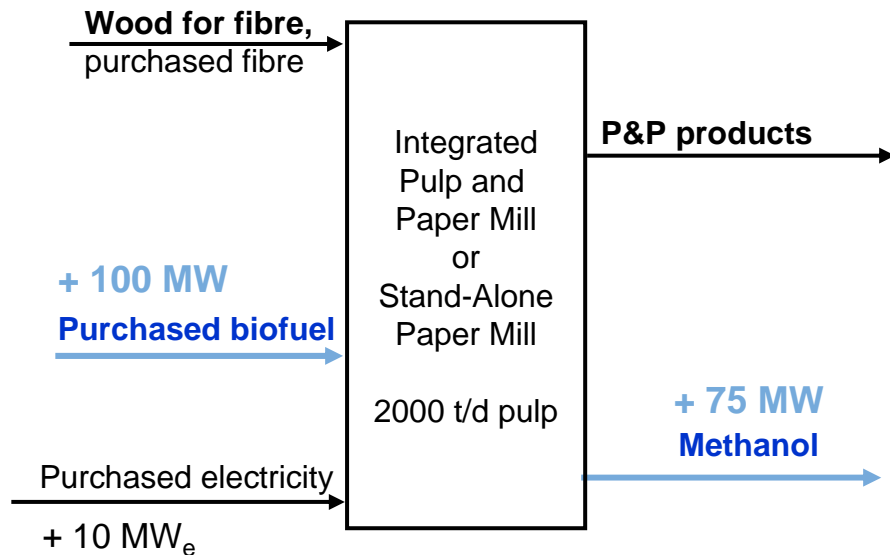 Wood for fibre,
purchased fibre
+ 100 MW
Purchased biofuel
Purchased electricity
+ 10 MWe
Integrated
Pulp and
Paper Mill
or
Stand-Alone
Paper Mill
2000 t/d pulp
P&P products
+ 75 MW
Methanol